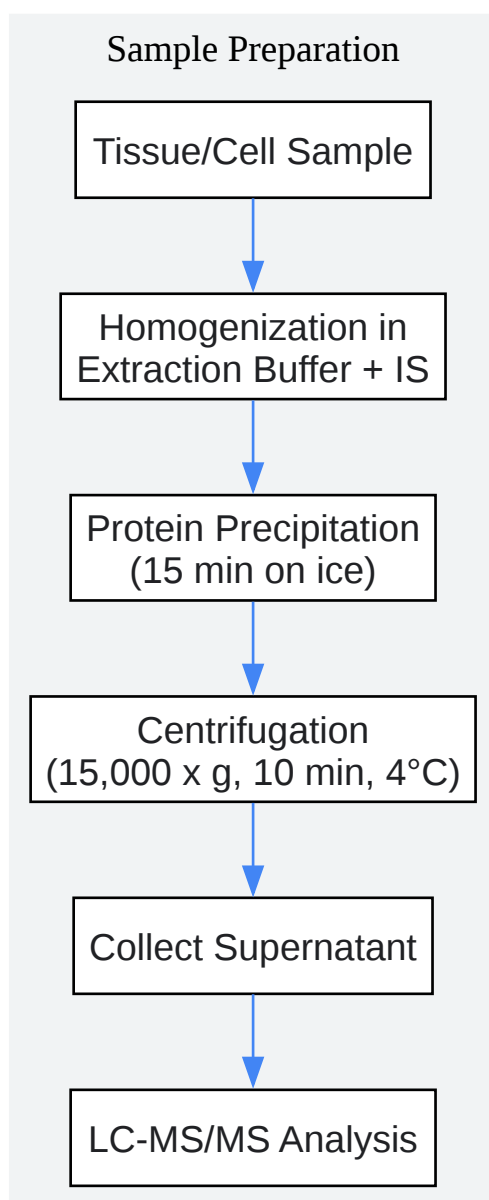 Sample Preparation
Tissue/Cell Sample
Homogenization in
Extraction Buffer + IS
Protein Precipitation
(15 min on ice)
Centrifugation
(15,000 x g, 10 min, 4°C)
Collect Supernatant
LC-MS/MS Analysis